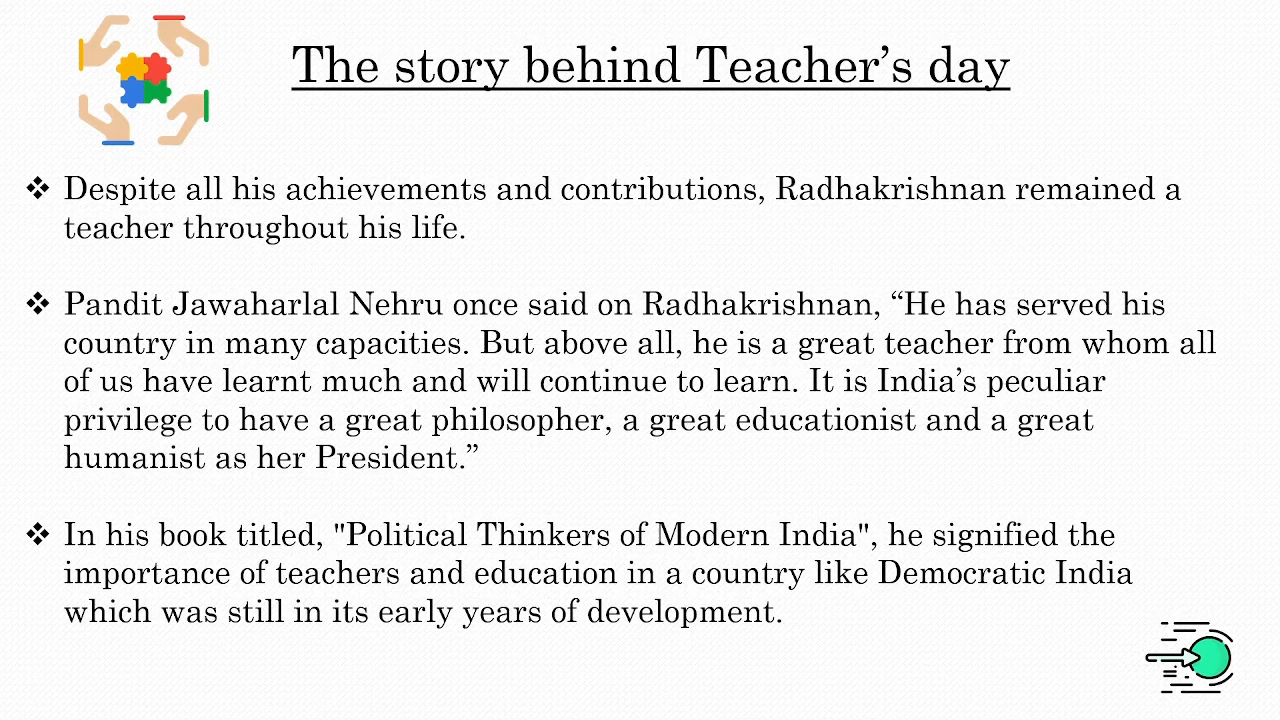 The story behind Teacher’s day
❖ Despite all his achievements and contributions, Radhakrishnan remained a
teacher throughout his life.
❖ Pandit Jawaharlal Nehru once said on Radhakrishnan, “He has served his
country in many capacities. But above all, he is a great teacher from whom all
of us have learnt much and will continue to learn. It is India’s peculiar
privilege to have a great philosopher, a great educationist and a great
humanist as her President.”
❖ In his book titled, "Political Thinkers of Modern India", he signified the
importance of teachers and education in a country like Democratic India
which was still in its early years of development.